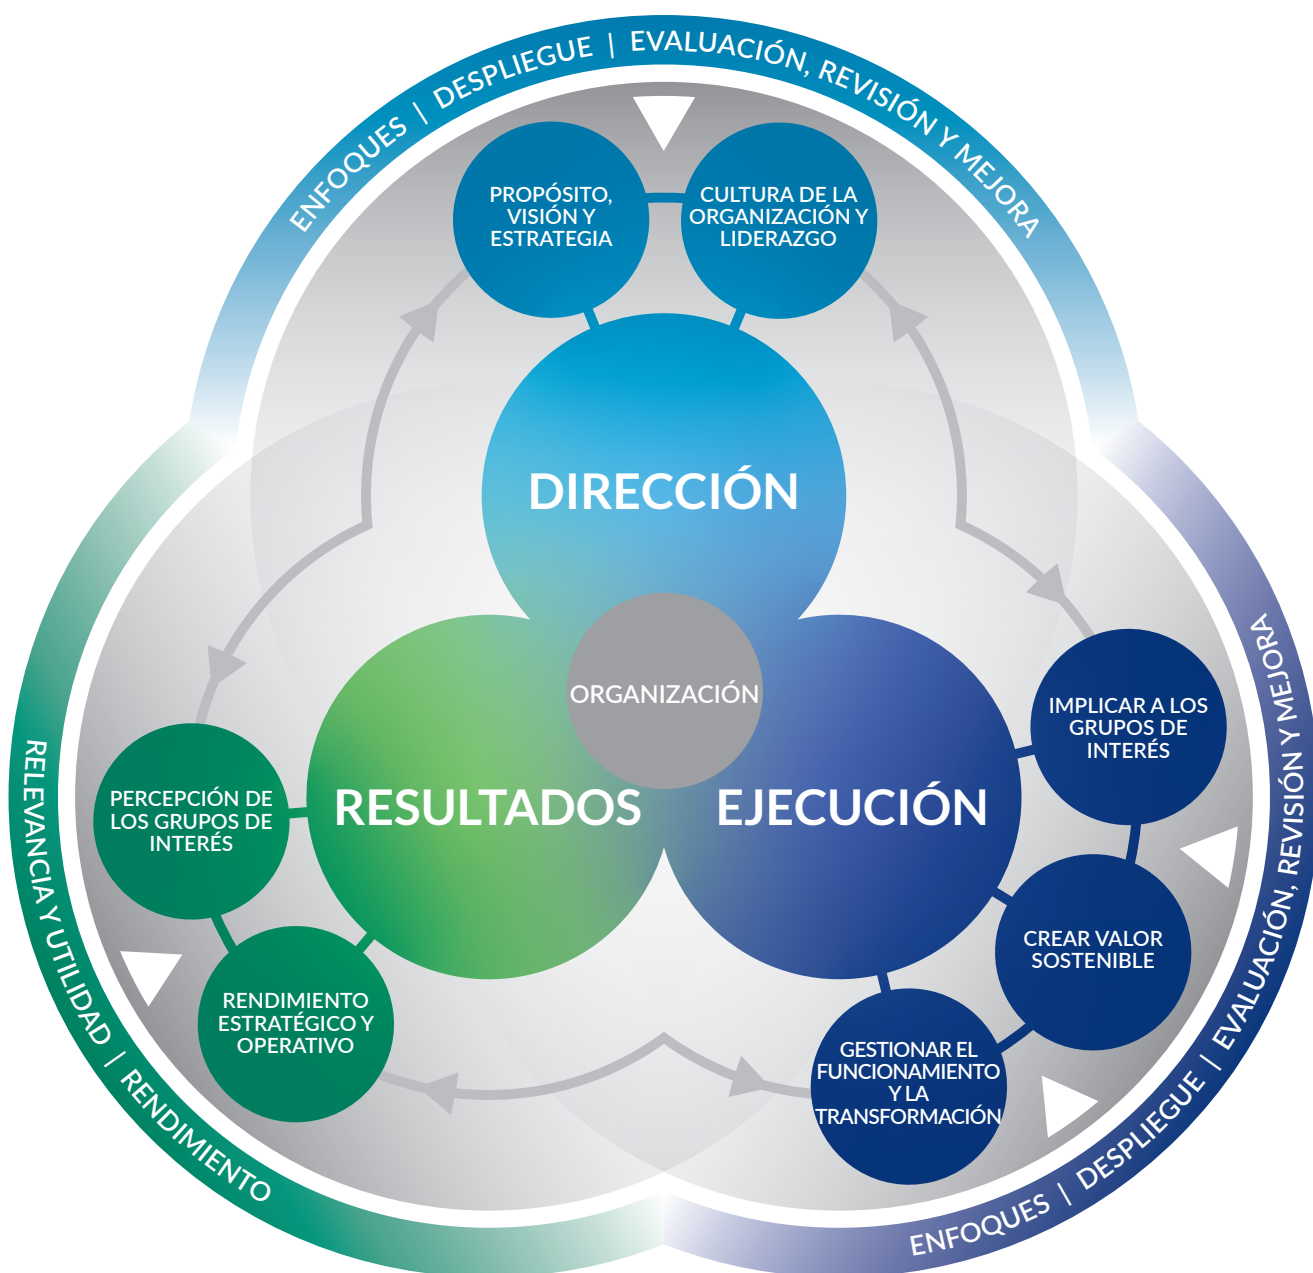 ENFOQUES | DESPLIEGUE | EVALUACIÓN, REVISIÓN Y MEJORA
PROPÓSITO,
VISIÓN Y
ESTRATEGIA
CULTURA DE LA
ORGANIZACIÓN Y
LIDERAZGO
DIRECCIÓN
ORGANIZACIÓN
RESULTADOS
EJECUCIÓN
IMPLICAR A LOS
GRUPOS DE
INTERÉS
CREAR VALOR
SOSTENIBLE
GESTIONAR EL
FUNCIONAMIENTO
Y LA
TRANSFORMACIÓN
ENFOQUES | DESPLIEGUE | EVALUACIÓN, REVISIÓN Y MEJORA
PERCEPCIÓN DE
LOS GRUPOS DE
INTERÉS
RENDIMIENTO
ESTRATÉGICO Y
OPERATIVO
RELEVANCIA Y UTILIDAD | RENDIMIENTO